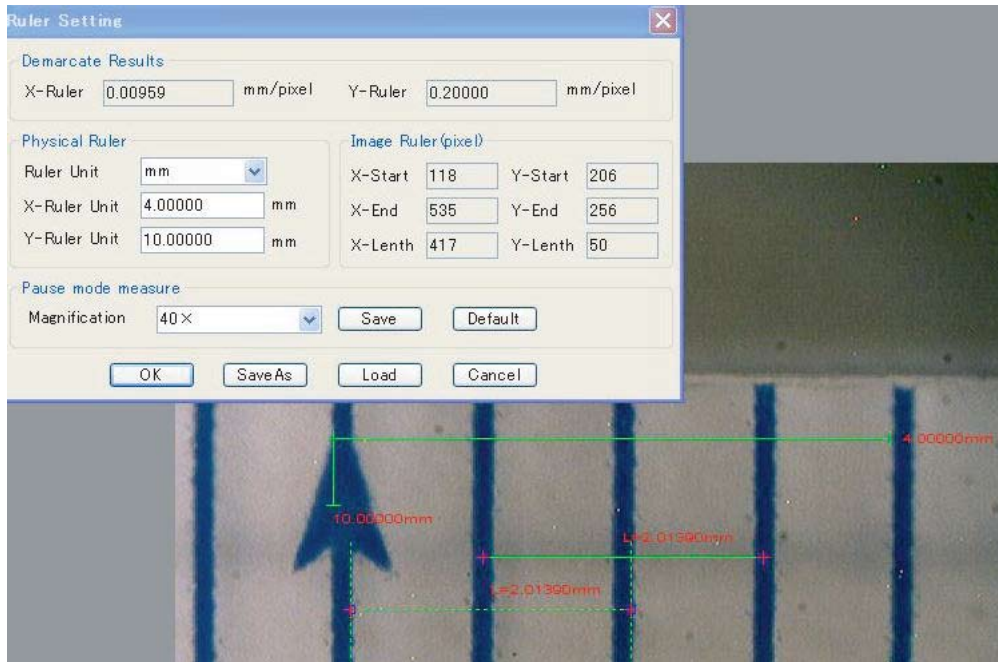 Ruler Setting
Demarcate Results
X-Ruler 0.00959 mm/pixel Y-Ruler 0.20000 mm/pixel
Physical Ruler
Ruler Unit mm
X-Ruler Unit 4.00000 mm
Y-Ruler Unit 10.00000 mm
Image Ruler(pixel)
X-Start 118 Y-Start 206
X-End 535 Y-End 256
X-Lenth 417 Y-Lenth 50
Pause mode measure
Magnification 40× Save Default
OK SaveAs Load Cancel
4.00000mm
10.00000mm
L=2.01390mm
L=2.01390mm